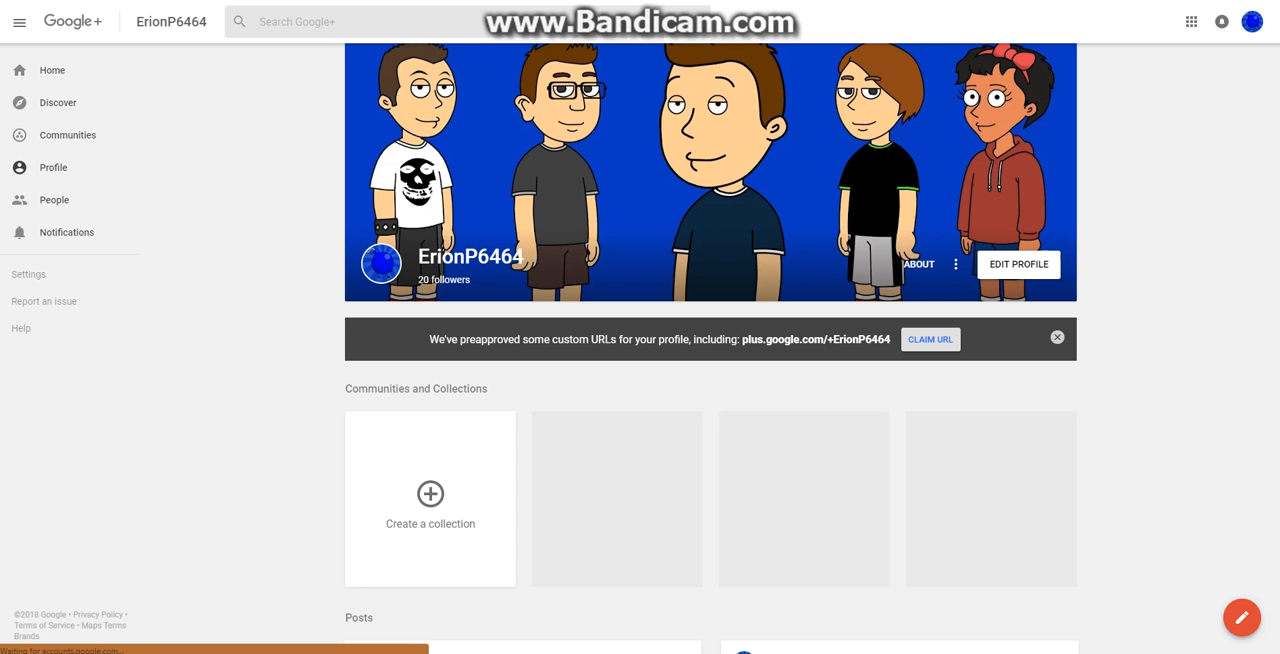 Google+
ErionP6464
Search Google+
www.Bandicam.com
Home
Discover
Communities
Profile
People
Notifications
Settings
Report an issue
Help
ErionP6464
20 followers
ABOUT
EDIT PROFILE
We've preapproved some custom URLs for your profile, including: plus.google.com/+ErionP6464
CLAIM URL
Communities and Collections
Create a collection
Posts
©2018 Google • Privacy Policy •
Terms of Service • Maps Terms
Brands
Waiting for accounts.google.com...